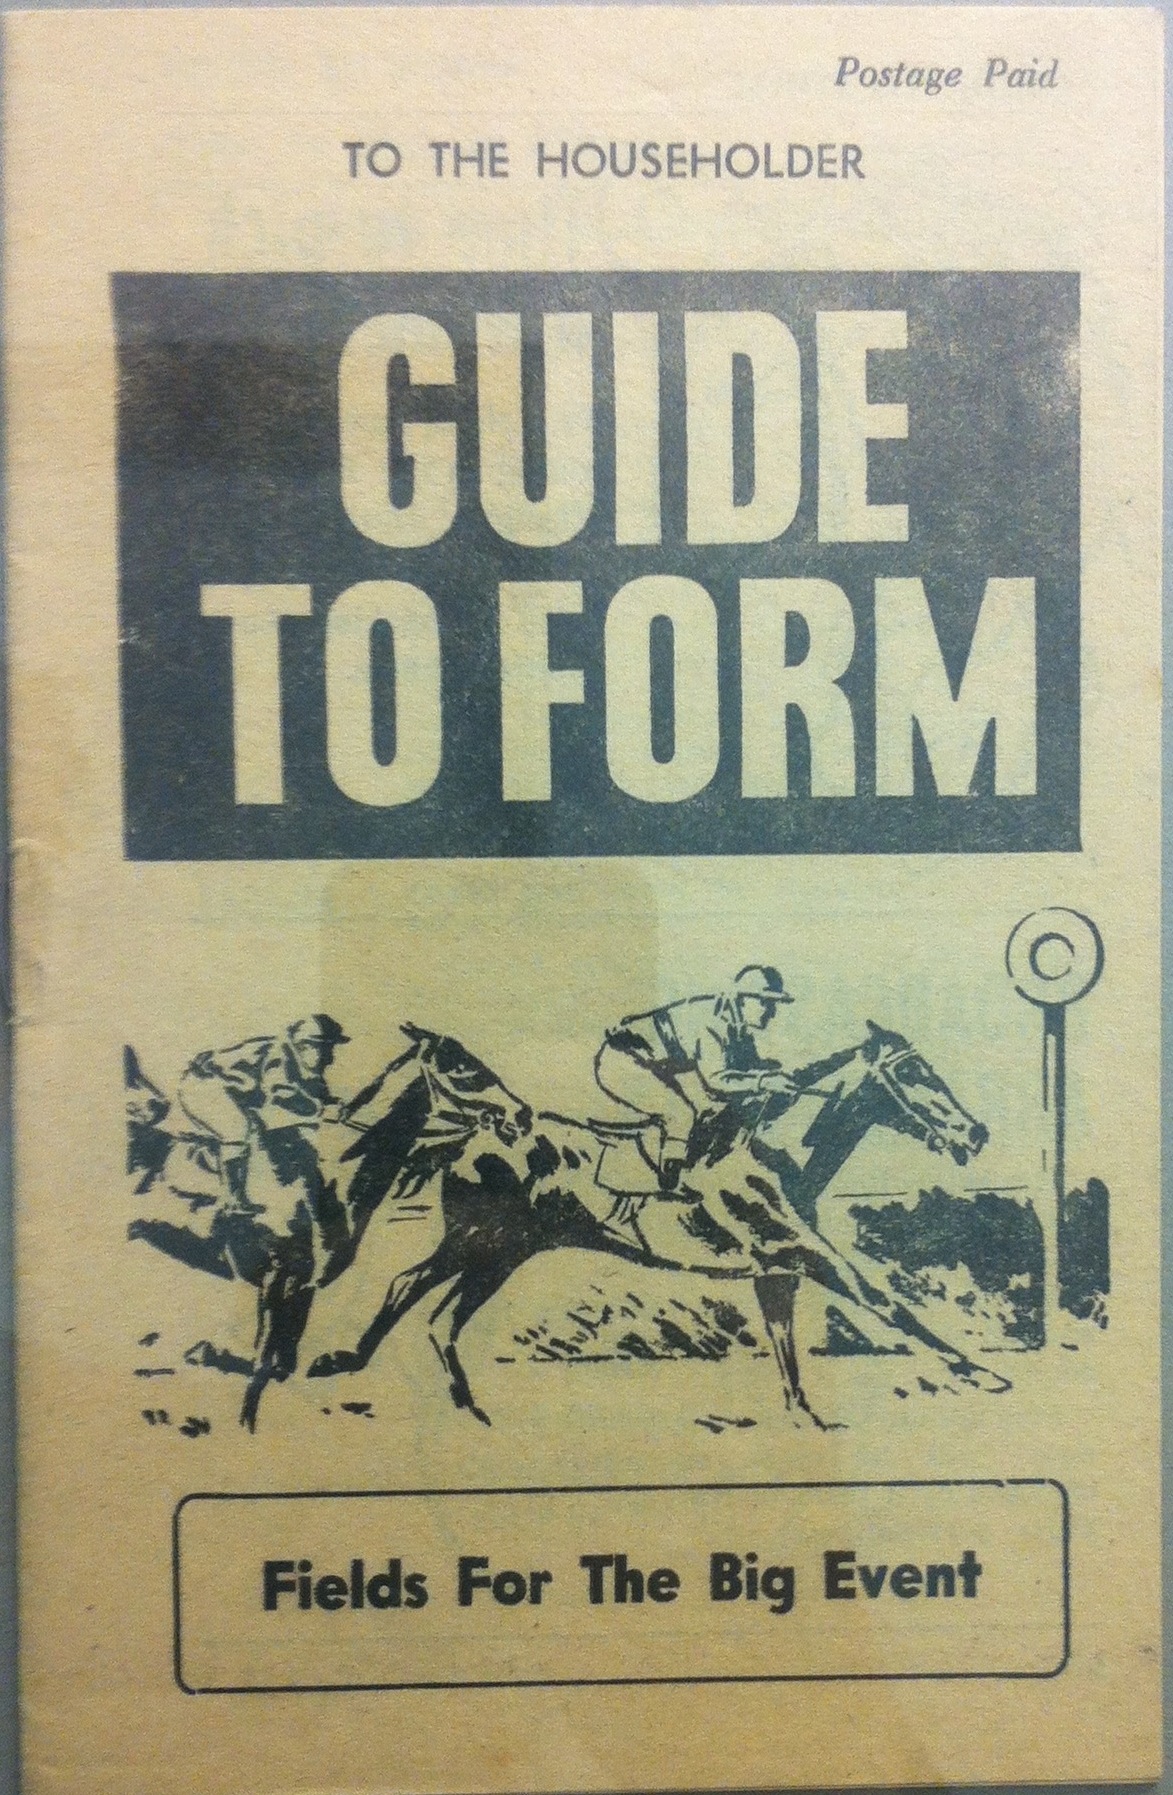 Postage Paid
TO THE HOUSEHOLDER
GUIDE
TO FORM
Fields For The Big Event